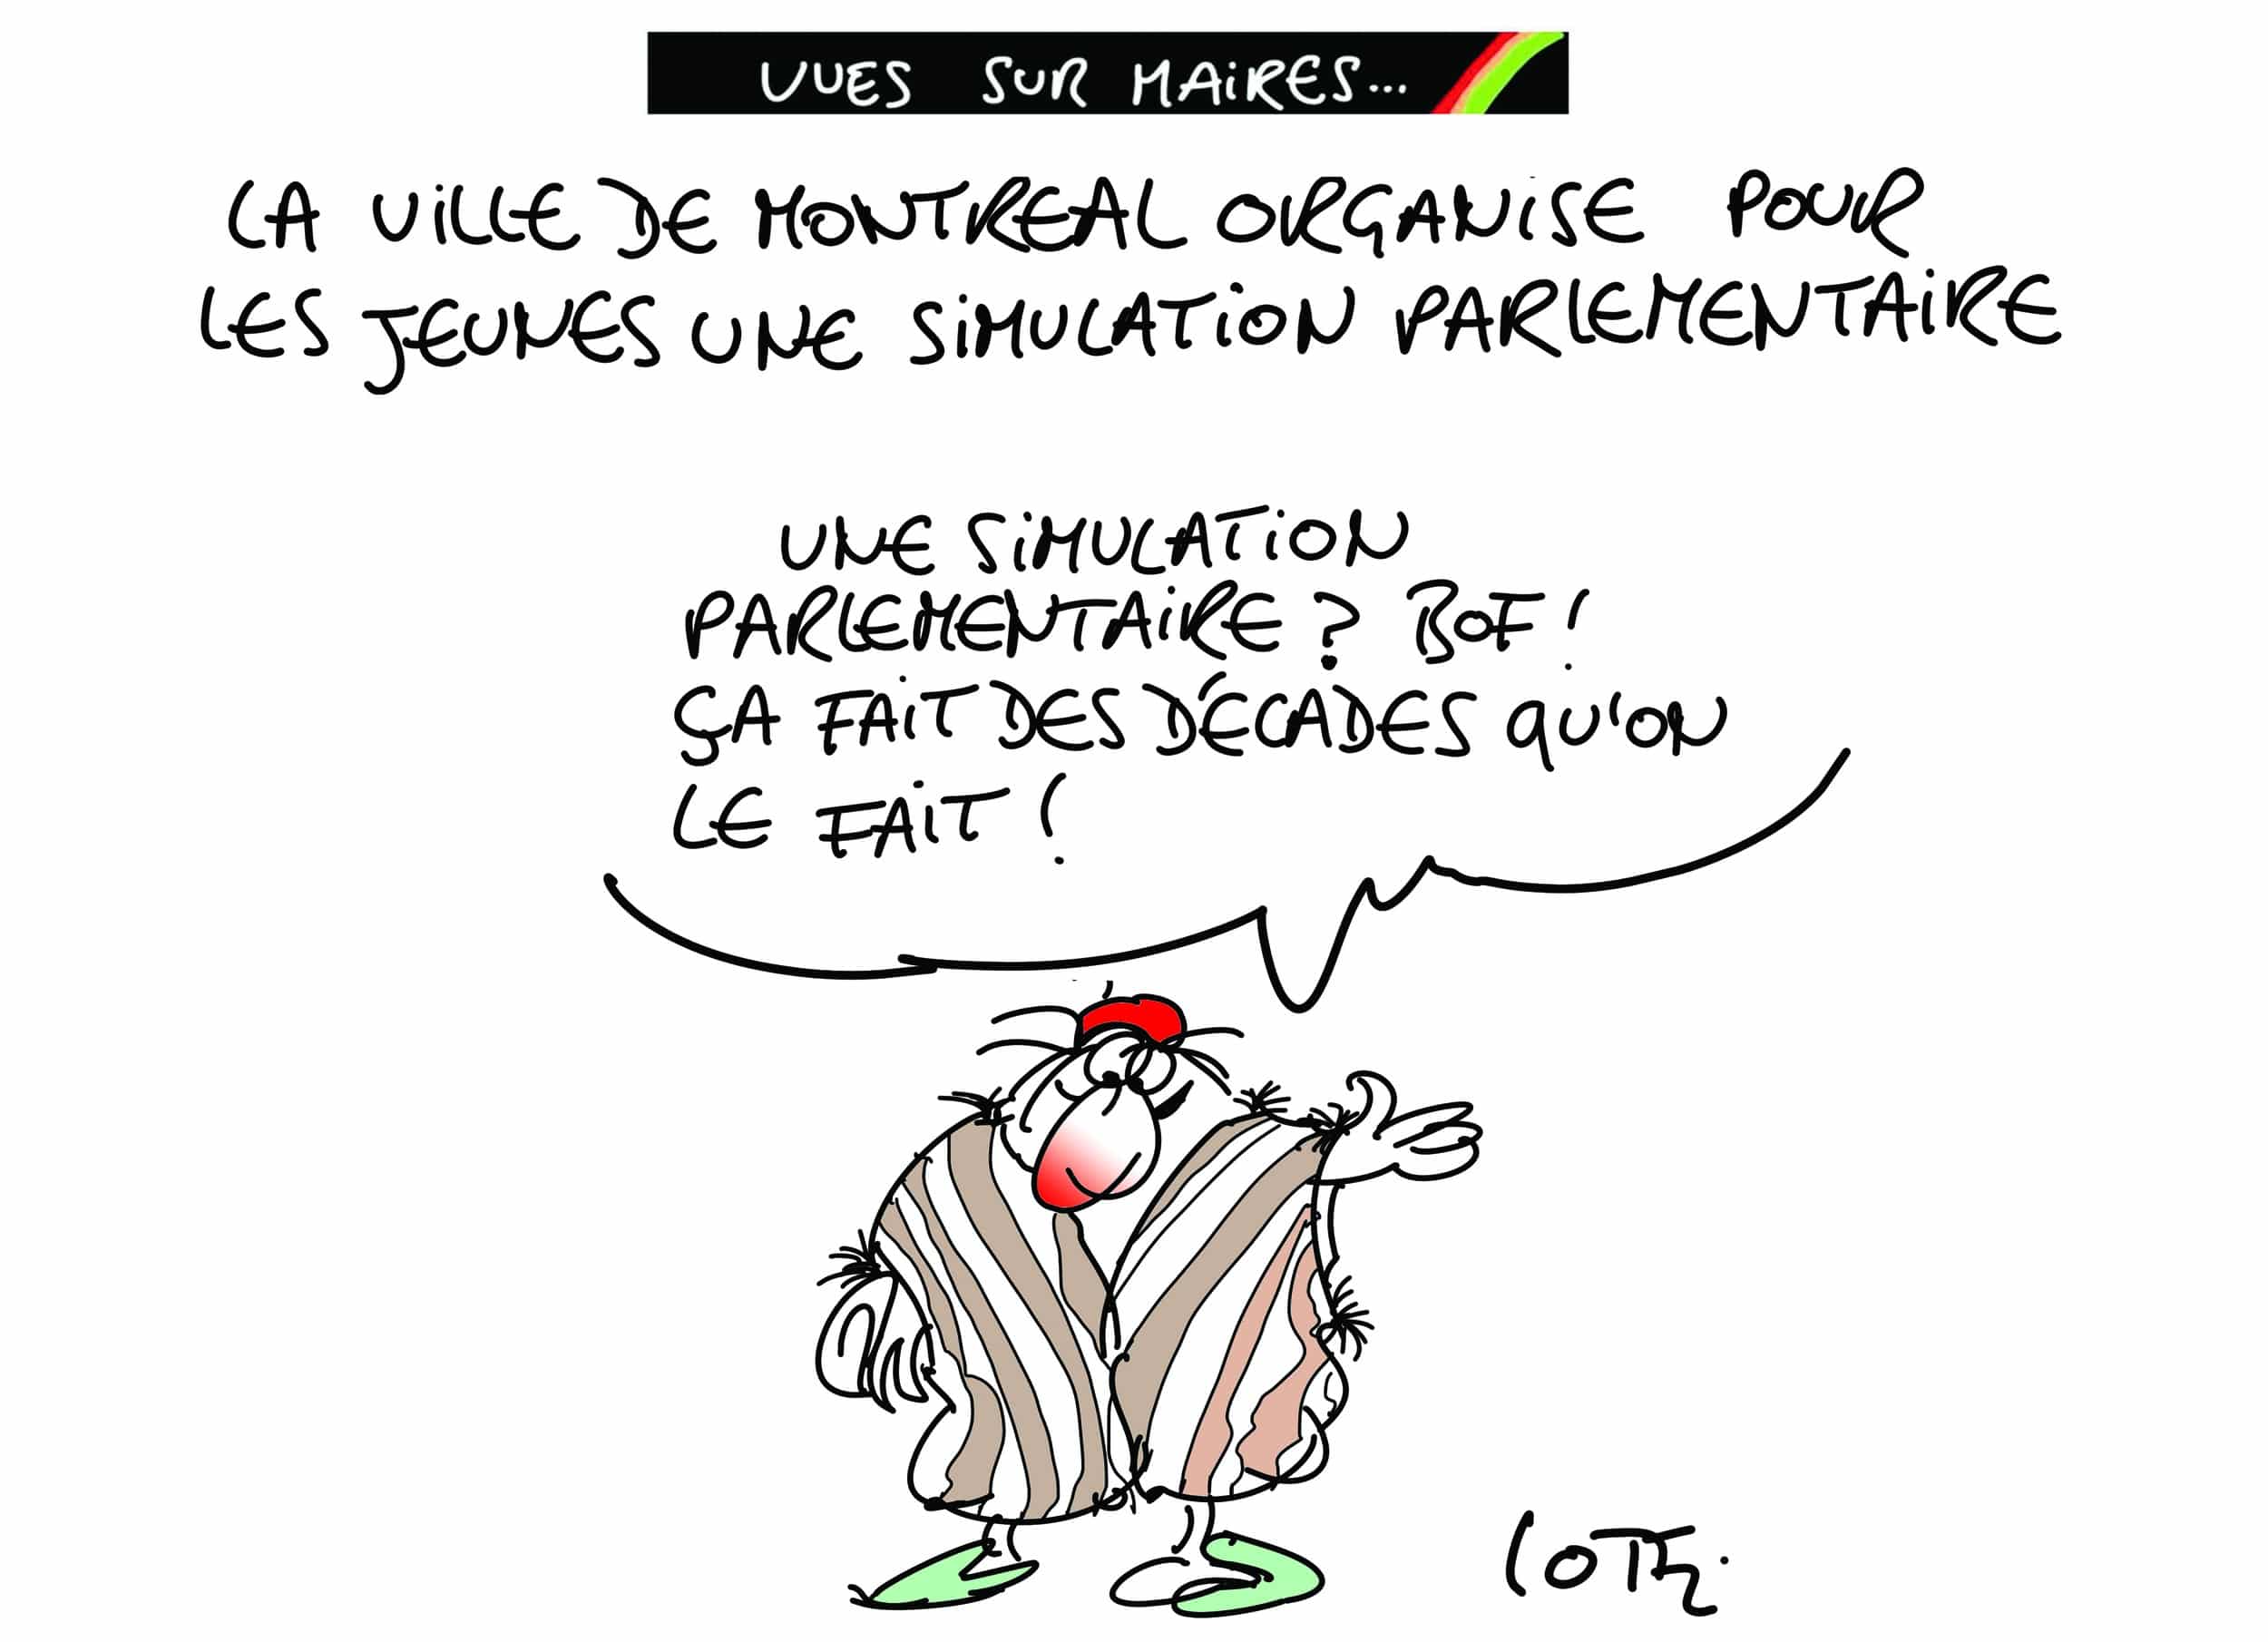 VUES SUR MAIRES...
LA VILLE DE MONTREAL ORGANISE POUR
LES JEUNES UNE SIMULATION PARLEMENTAIRE
UNE SIMULATION
PARLEMENTAIRE ? BOF !
ÇA FAIT DES DÉCADES QU'ON
LE FAIT !